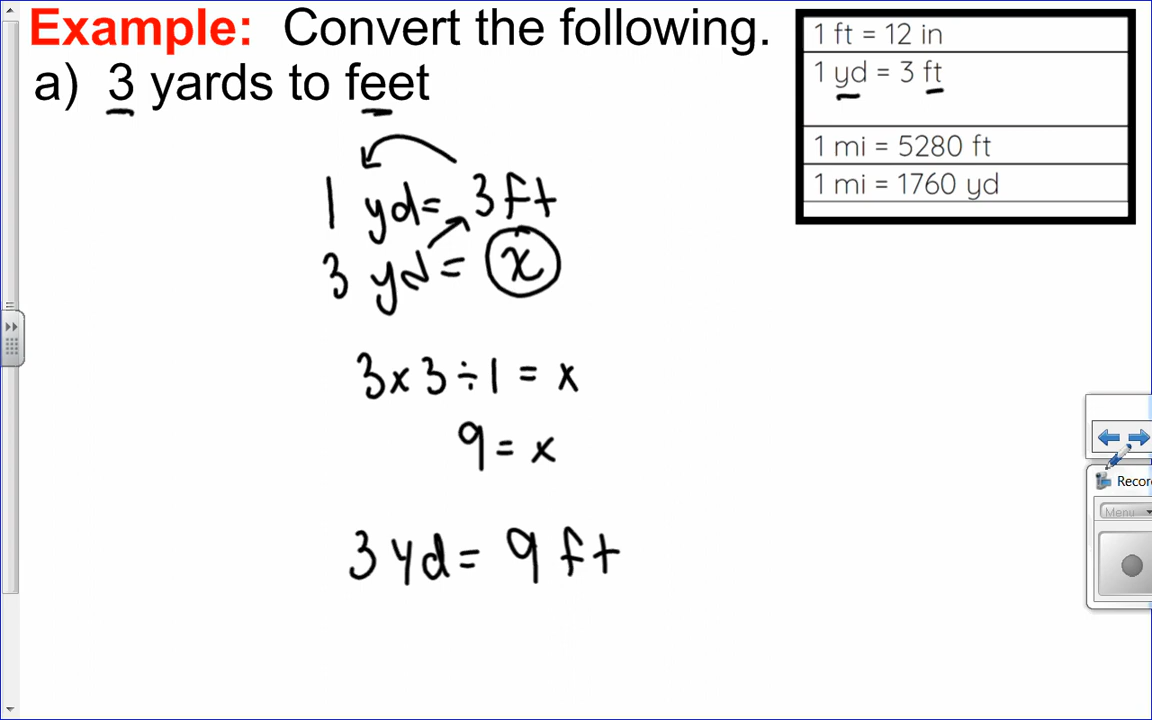 Example: Convert the following.
a) 3 yards to feet
1 yd = 3 ft
3 yd = x
3 x 3 ÷ 1 = x
9 = x
3 yd = 9 ft
1 ft = 12 in
1 yd = 3 ft
1 mi = 5280 ft
1 mi = 1760 yd
Recor
Menu